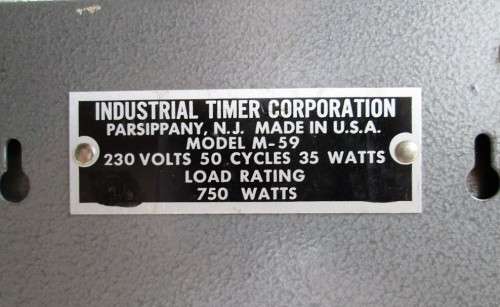 INDUSTRIAL TIMER CORPORATION
PARSIPPANY, N.J. MADE IN U.S.A.
MODEL M-59
230 VOLTS 50 CYCLES 35 WATTS
LOAD RATING
750 WATTS